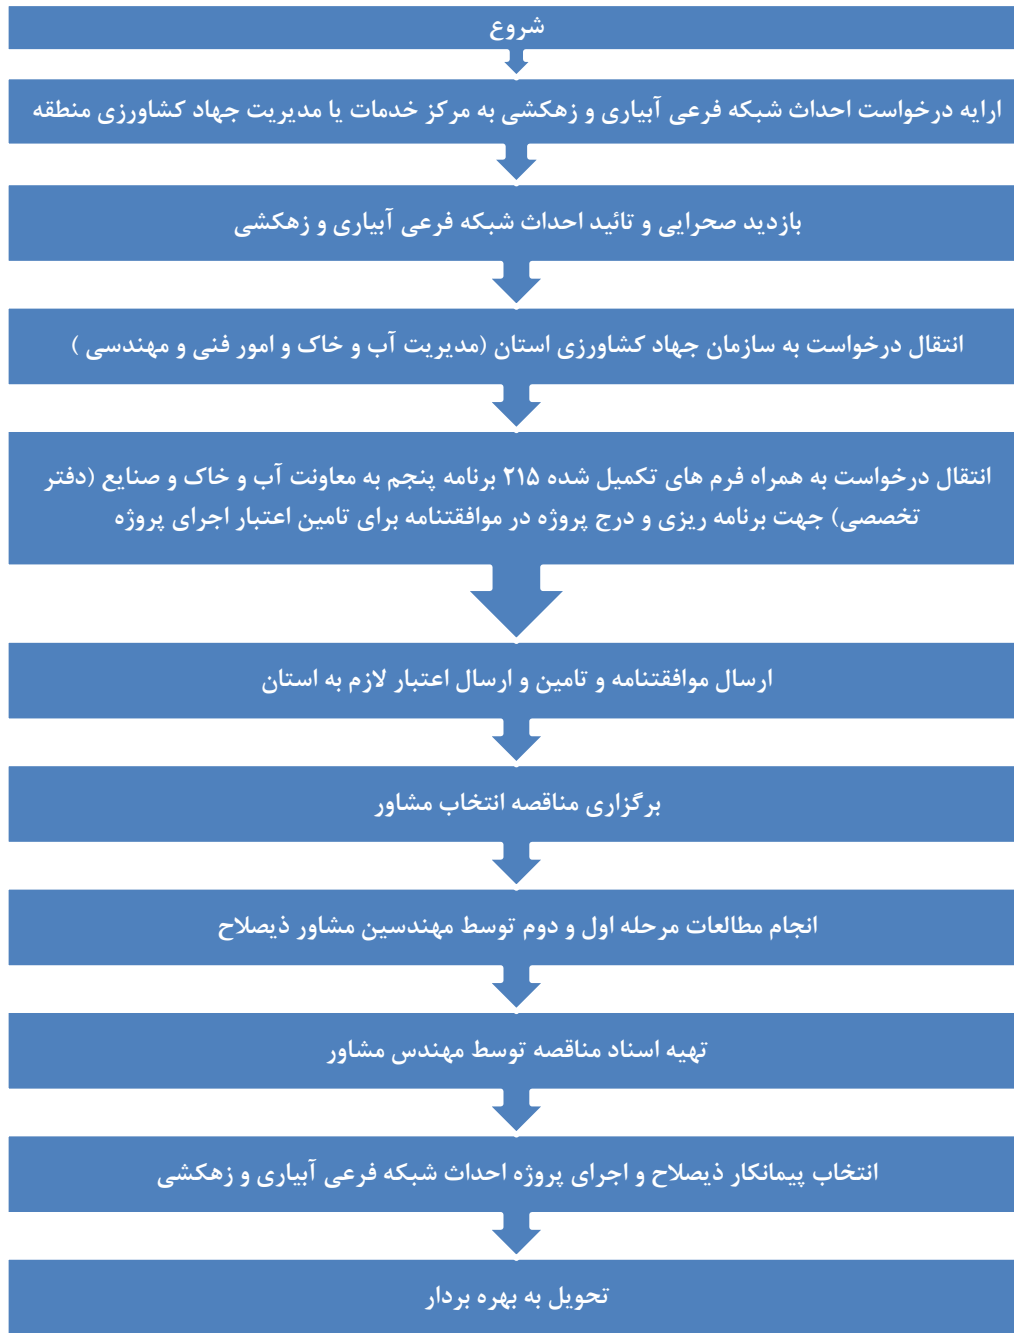 شروع
ارایه درخواست احداث شبکه فرعی آبیاری و زهکشی به مرکز خدمات یا مدیریت جهاد کشاورزی منطقه
بازدید صحرایی و تائید احداث شبکه فرعی آبیاری و زهکشی
انتقال درخواست به سازمان جهاد کشاورزی استان (مدیریت آب و خاک و امور فنی و مهندسی )
انتقال درخواست به همراه فرم های تکمیل شده ۲۱۵ برنامه پنجم به معاونت آب و خاک و صنایع (دفتر
تخصصی) جهت برنامه ریزی و درج پروژه در موافقتنامه برای تامین اعتبار اجرای پروژه
ارسال موافقتنامه و تامین و ارسال اعتبار لازم به استان
برگزاری مناقصه انتخاب مشاور
انجام مطالعات مرحله اول و دوم توسط مهندسین مشاور ذیصلاح
تهیه اسناد مناقصه توسط مهندس مشاور
انتخاب پیمانکار ذیصلاح و اجرای پروژه احداث شبکه فرعی آبیاری و زهکشی
تحویل به بهره بردار